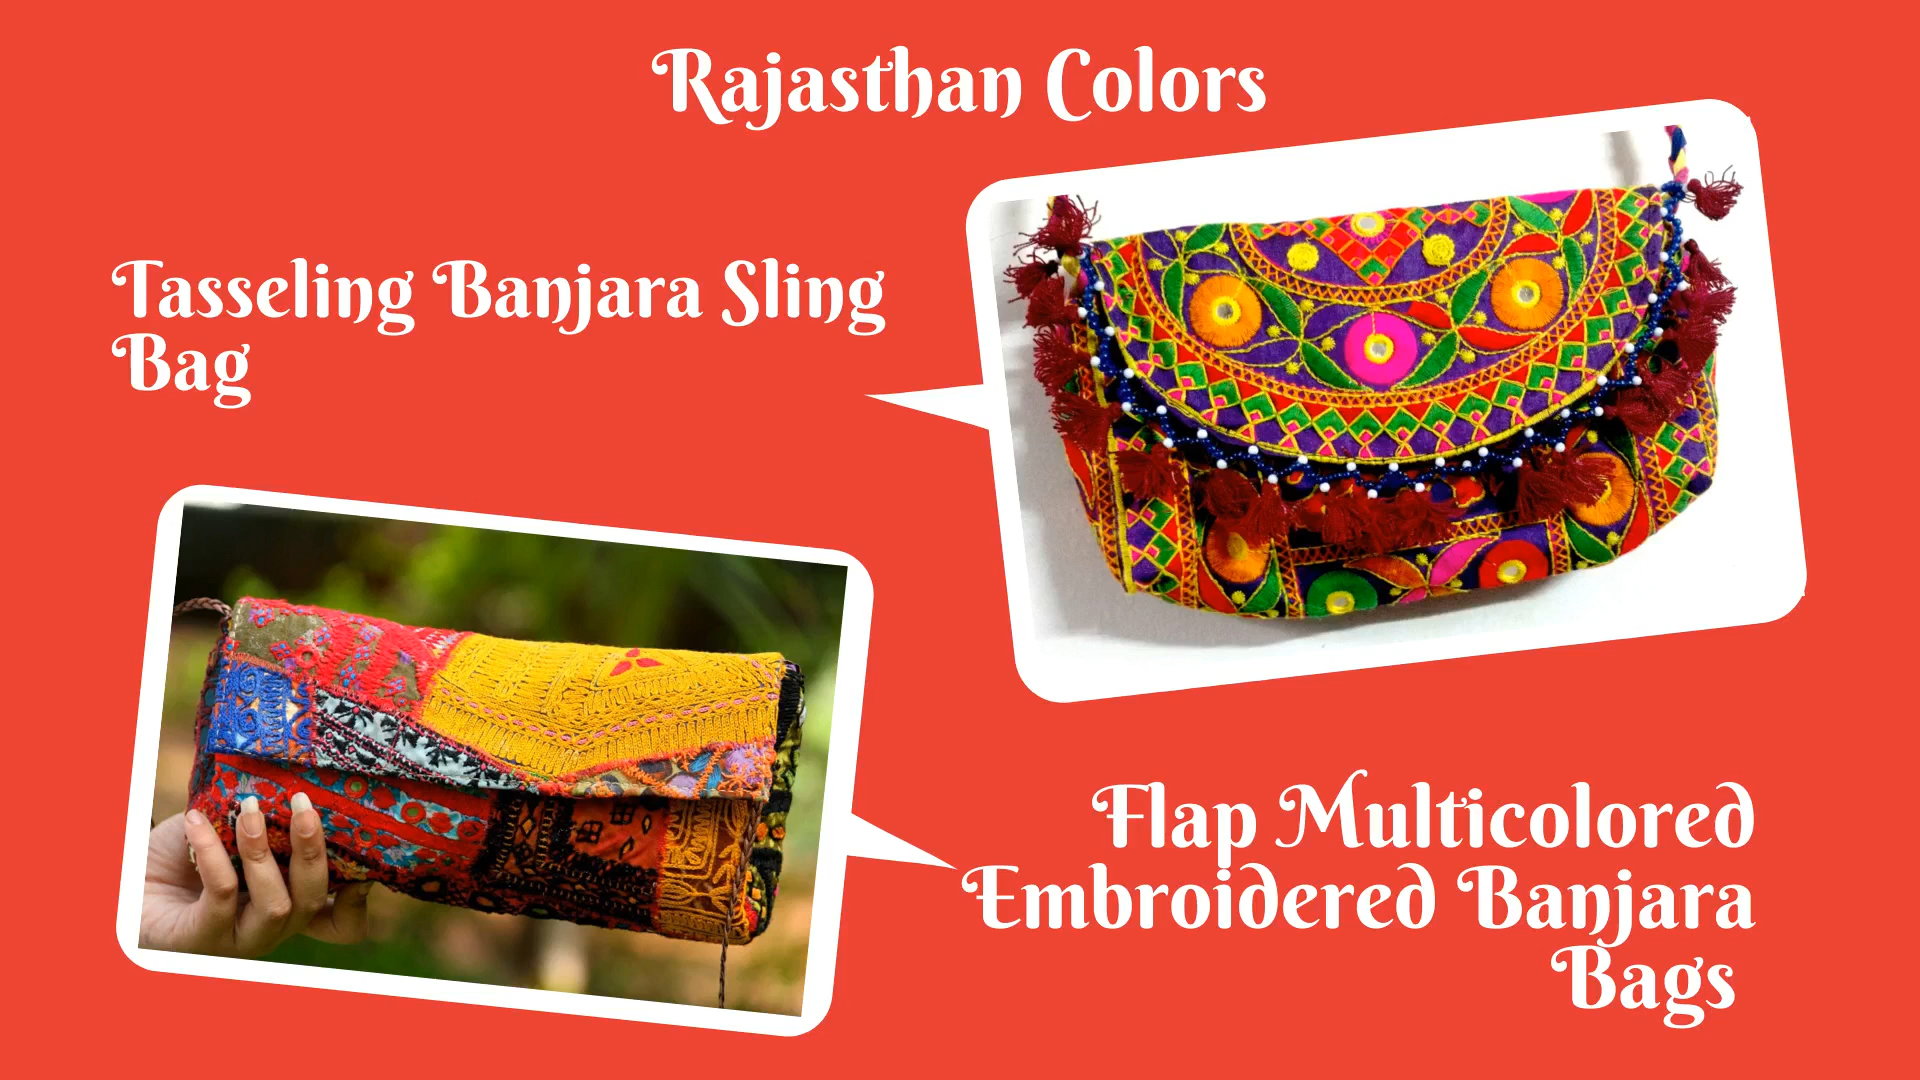 Rajasthan Colors
Tasseling Banjara Sling
Bag
Flap Multicolored
Embroidered Banjara
Bags